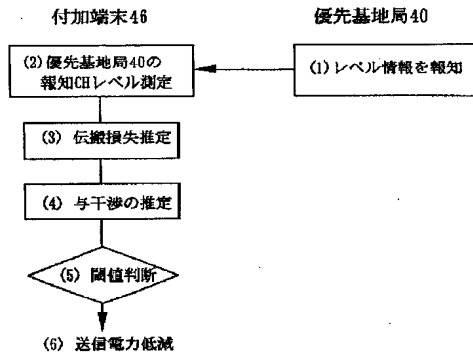 付加端末46
優先基地局40
(2)優先基地局40の
報知CHレベル測定
(1)レベル情報を報知
(3) 伝搬損失推定
(4) 与干渉の推定
(5) 閾値判断
(6) 送信電力低減